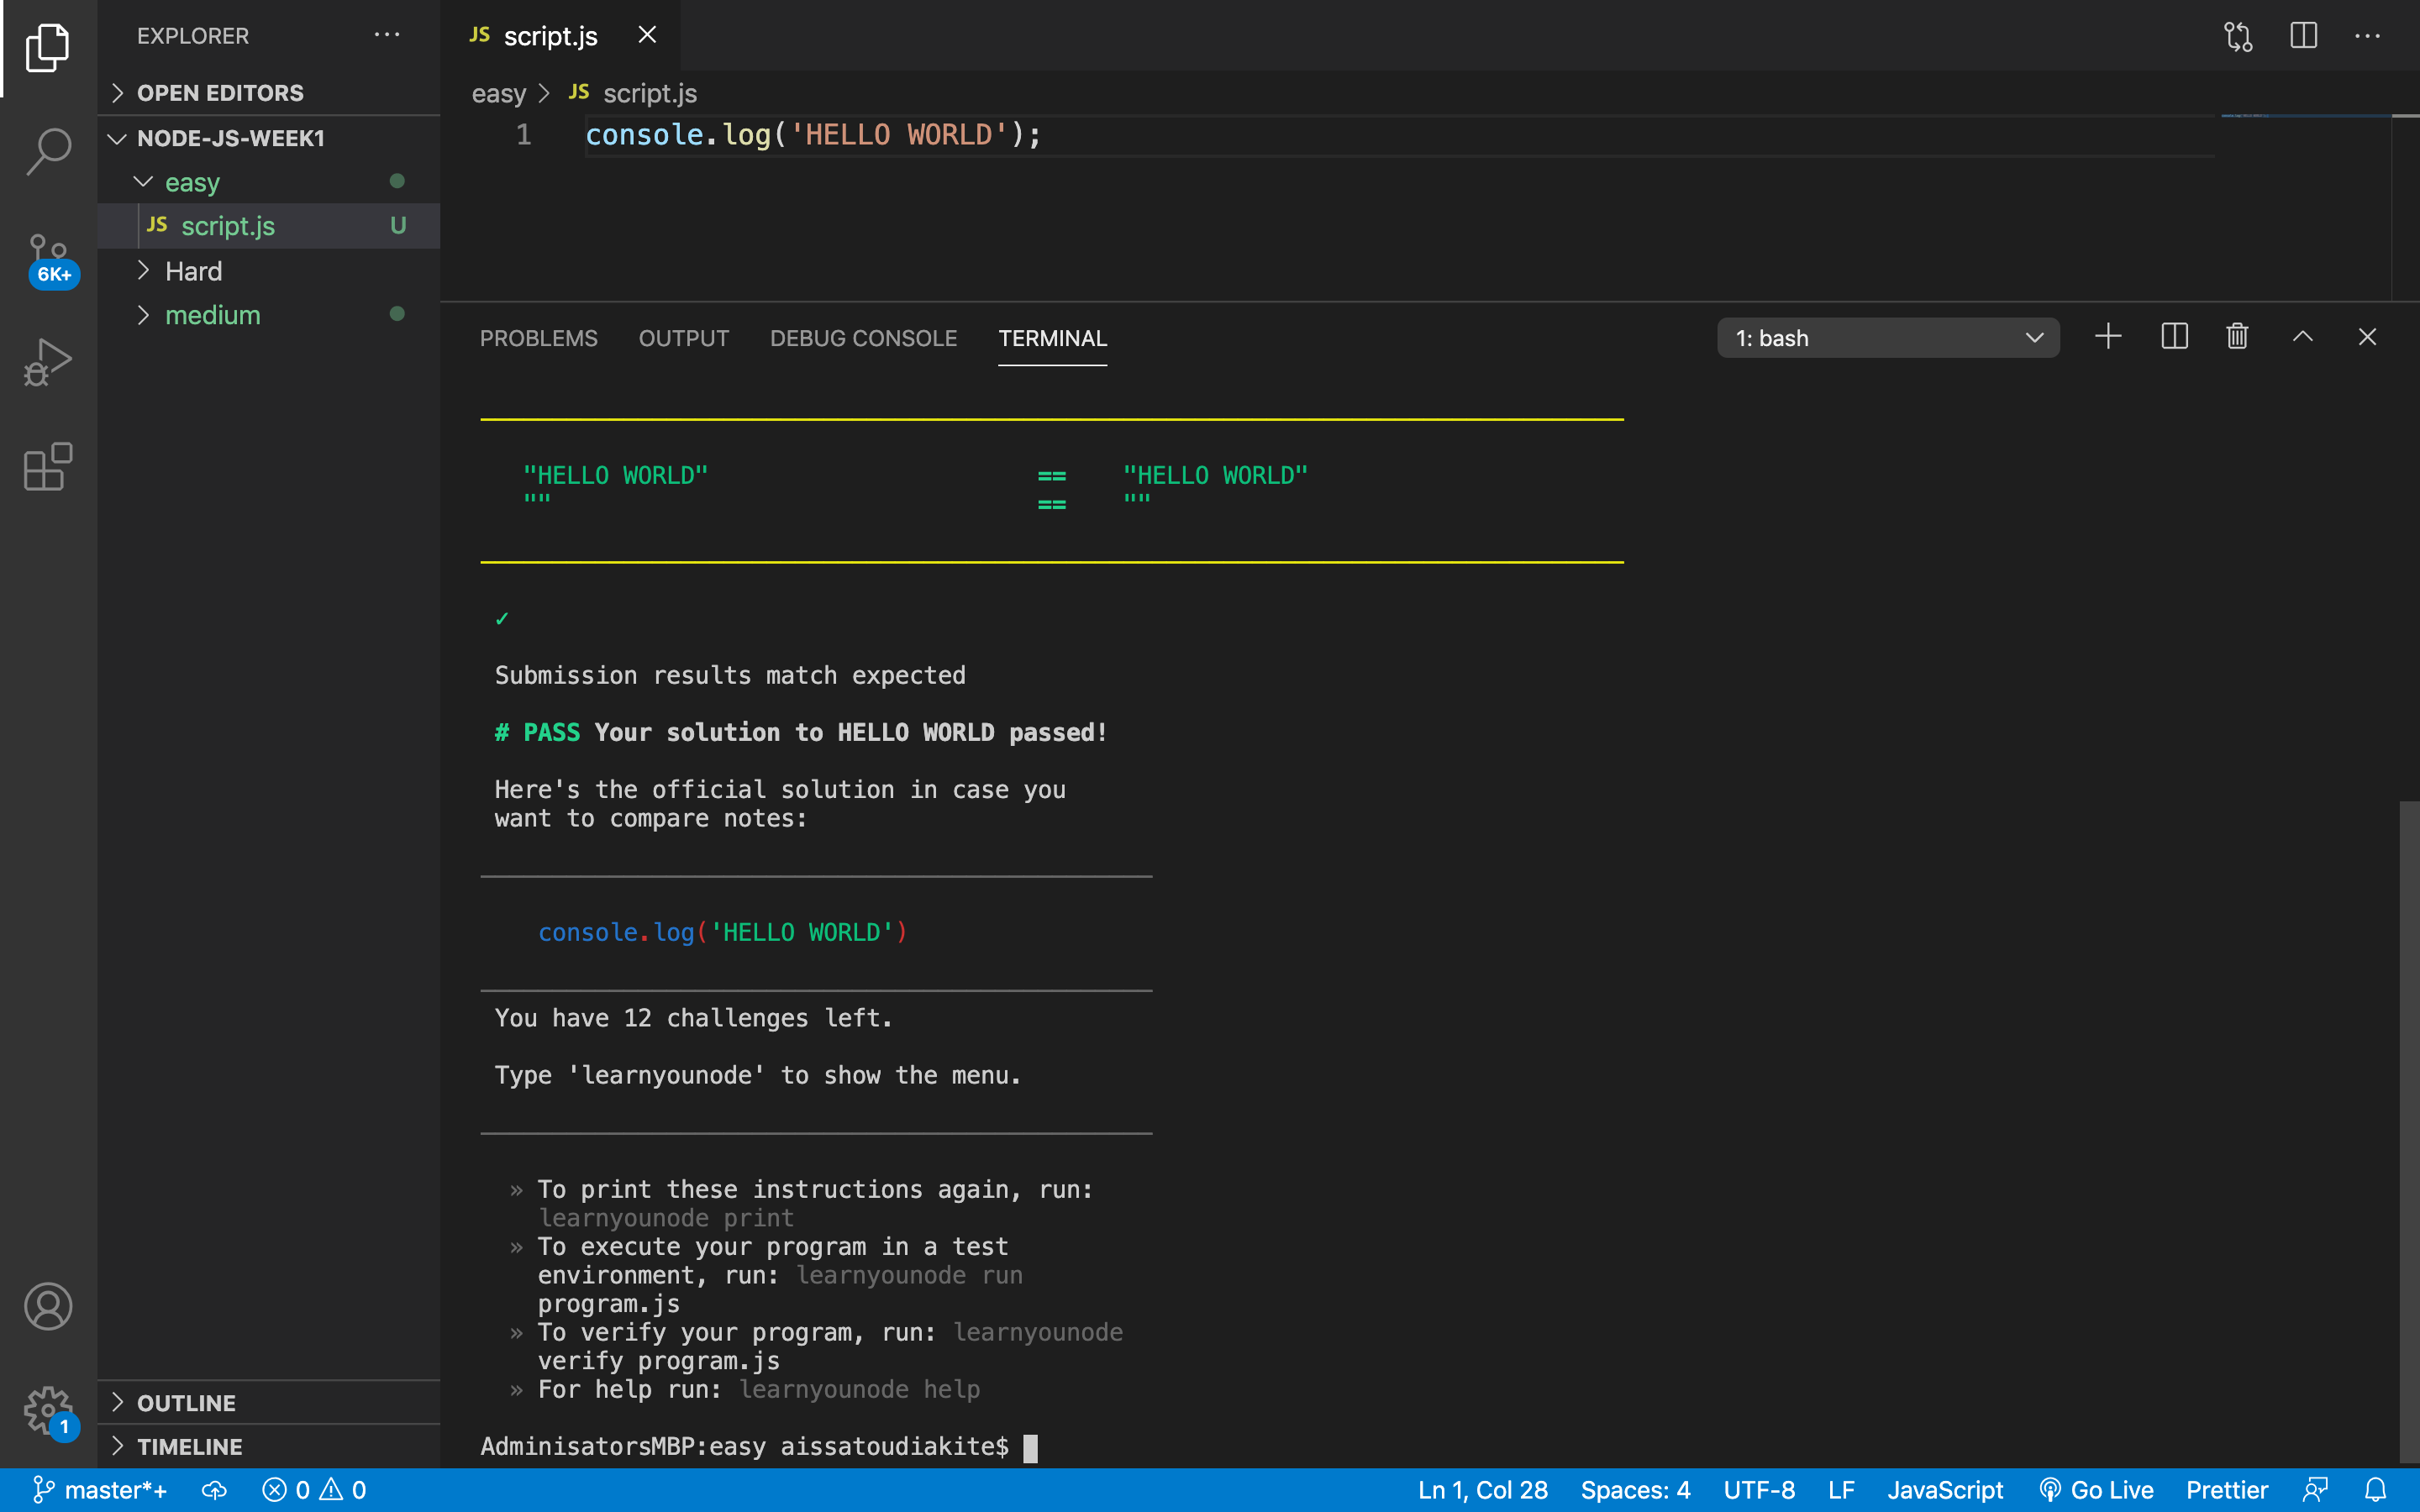 EXPLORER
OPEN EDITORS
NODE-JS-WEEK1
easy
JS script.js U
Hard
medium
OUTLINE
TIMELINE
6K+
1
JS script.js
easy > JS script.js
1 console.log('HELLO WORLD');
PROBLEMS OUTPUT DEBUG CONSOLE TERMINAL 1: bash
"HELLO WORLD" == "HELLO WORLD"
"" == ""
✓
Submission results match expected
# PASS Your solution to HELLO WORLD passed!
Here's the official solution in case you
want to compare notes:
console.log('HELLO WORLD')
You have 12 challenges left.
Type 'learnyounode' to show the menu.
» To print these instructions again, run:
learnyounode print
» To execute your program in a test
environment, run: learnyounode run
program.js
» To verify your program, run: learnyounode
verify program.js
» For help run: learnyounode help
AdminisatorsMBP:easy aissatoudiakite$
master*+ 0 0 Ln 1, Col 28 Spaces: 4 UTF-8 LF JavaScript Go Live Prettier